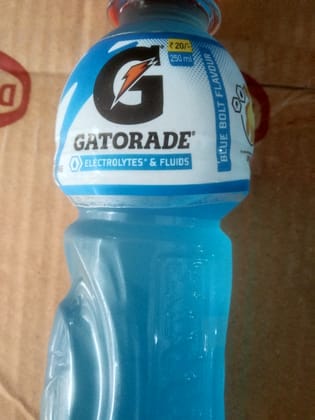 ₹ 20/-
250 ml
G
GATORADE
ELECTROLYTES* & FLUIDS
BLUE BOLT FLAVOUR